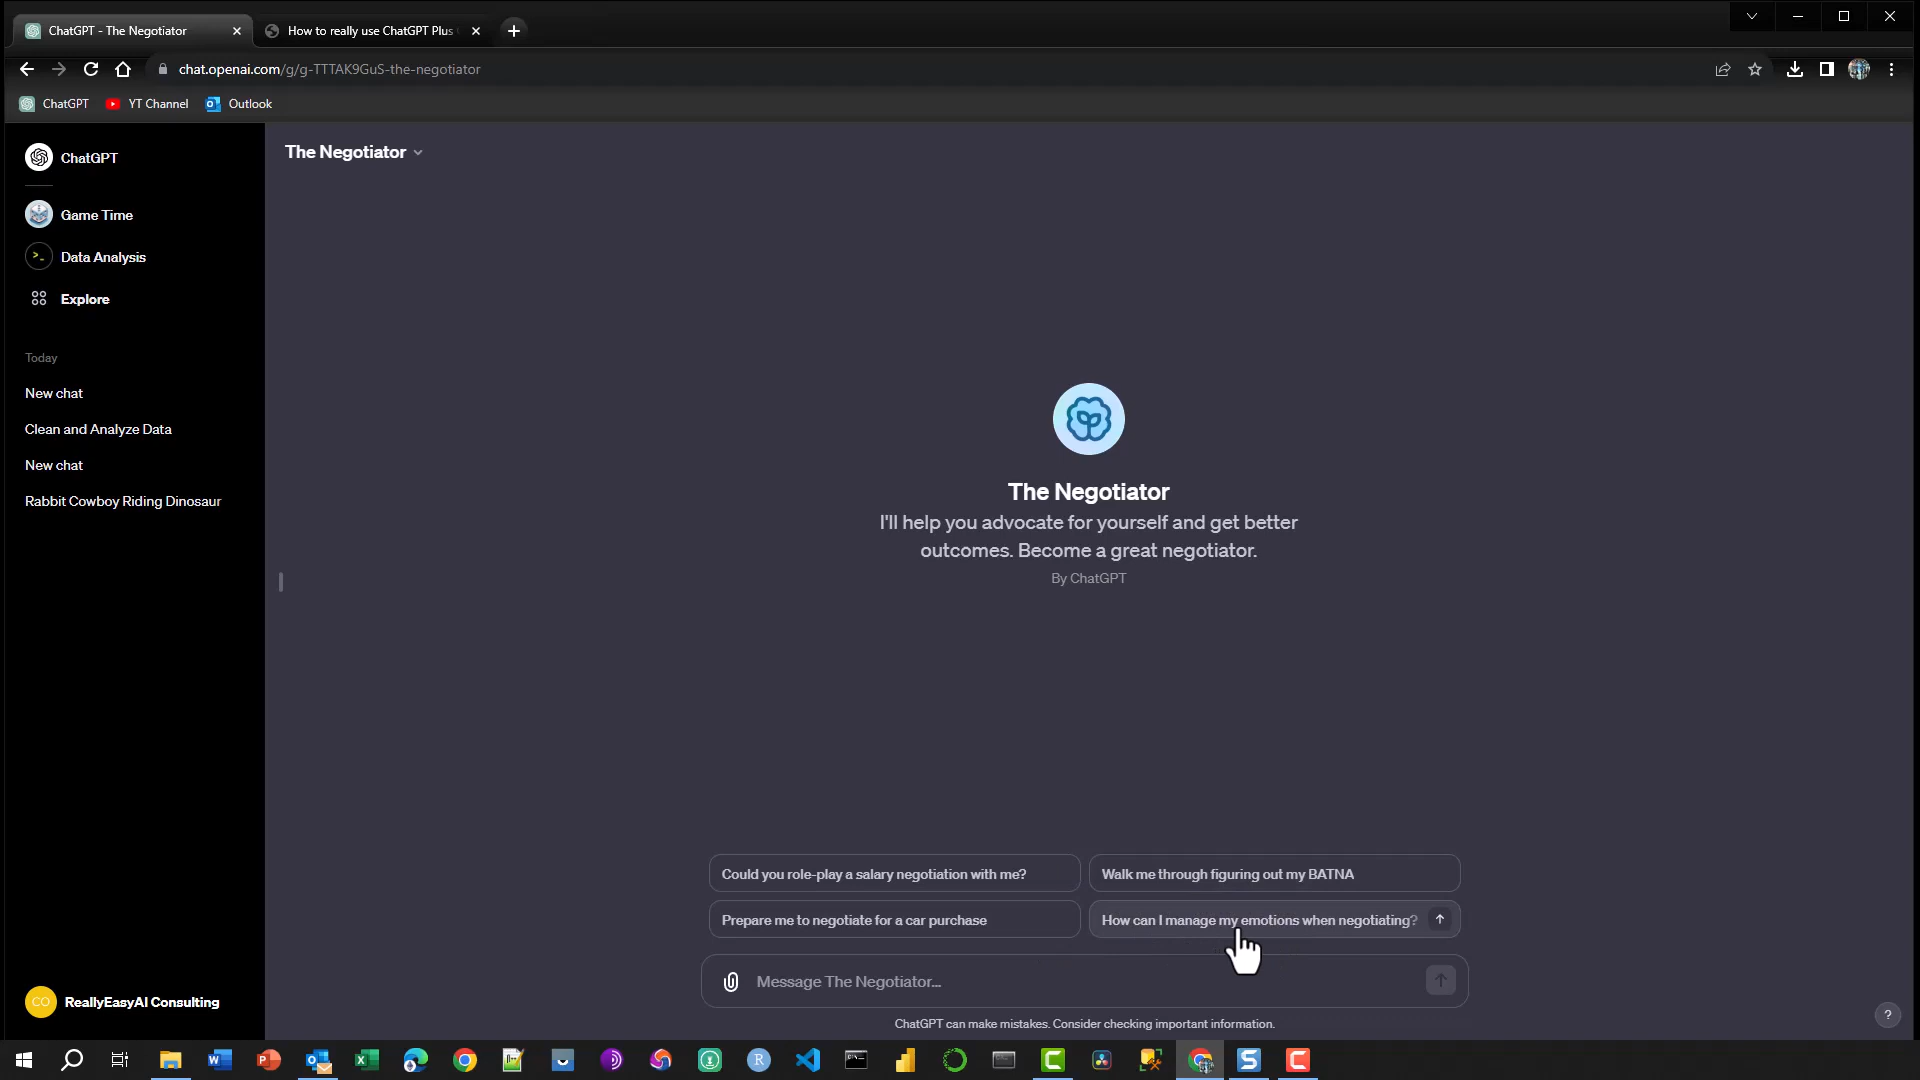 ChatGPT - The Negotiator
How to really use ChatGPT Plus
chat.openai.com/g/g-TTTAK9GuS-the-negotiator
ChatGPT
YT Channel
Outlook
ChatGPT
Game Time
Data Analysis
Explore
Today
New chat
Clean and Analyze Data
New chat
Rabbit Cowboy Riding Dinosaur
CO
ReallyEasyAI Consulting
The Negotiator
The Negotiator
I'll help you advocate for yourself and get better
outcomes. Become a great negotiator.
By ChatGPT
Could you role-play a salary negotiation with me?
Walk me through figuring out my BATNA
Prepare me to negotiate for a car purchase
How can I manage my emotions when negotiating?
Message The Negotiator...
ChatGPT can make mistakes. Consider checking important information.
?